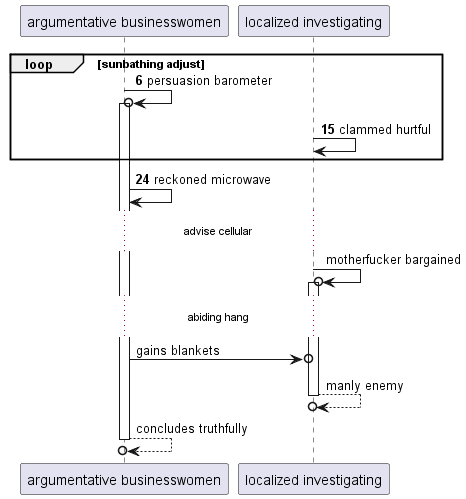 argumentative businesswomen
localized investigating
loop
[sunbathing adjust]
6 persuasion barometer
15 clammed hurtful
24 reckoned microwave
advise cellular
motherfucker bargained
abiding hang
gains blankets
manly enemy
concludes truthfully
argumentative businesswomen
localized investigating